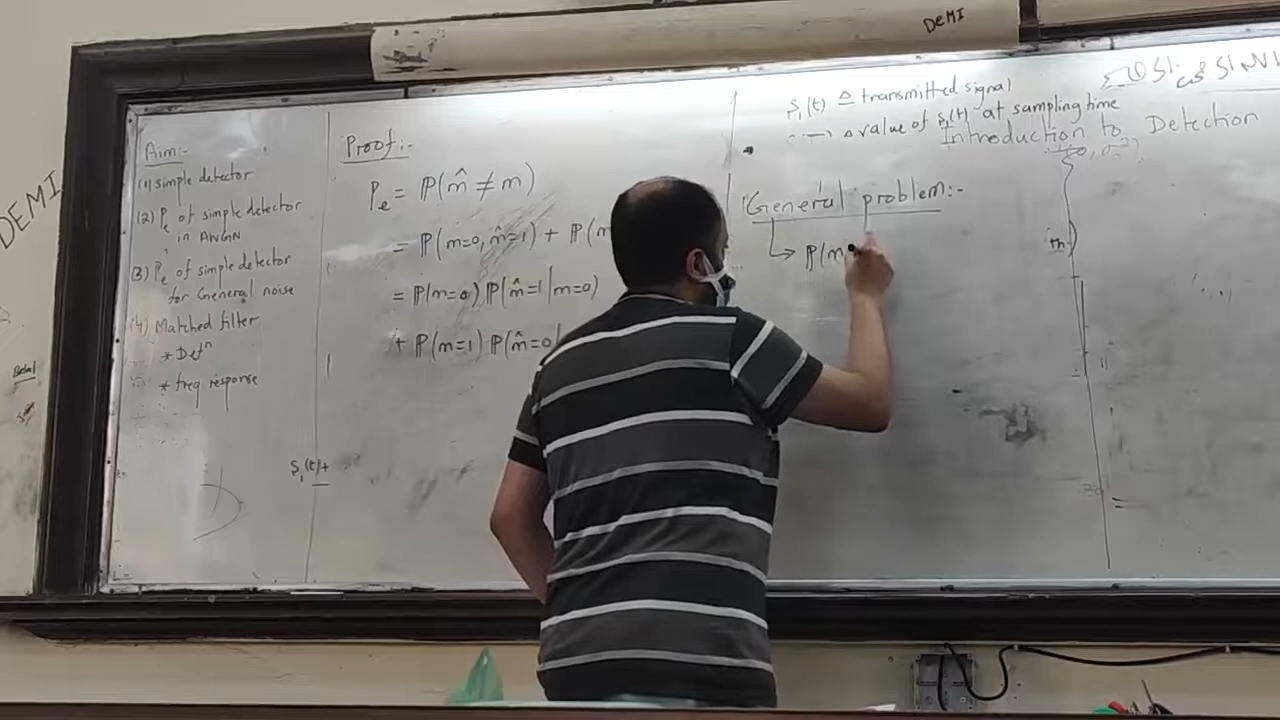 DEMI
DEMI
Aim:-
(1) simple detector
(2) Pe of simple detector
in AWGN
(3) Pe of simple detector
for General noise
(4) Matched filter
* Detⁿ
* freq response
Proof:-
Pe = ℙ(m̂ ≠ m)
= ℙ(m=0, m̂=1) + ℙ(m
= ℙ(m=0) ℙ(m̂=1|m=0)
+ ℙ(m=1) ℙ(m̂=0|
S₁(t)+
S₁(t) ≜ transmitted signal
≜ value of S₁(t) at sampling time
Introduction to Detection
General problem:-
↳ ℙ(m